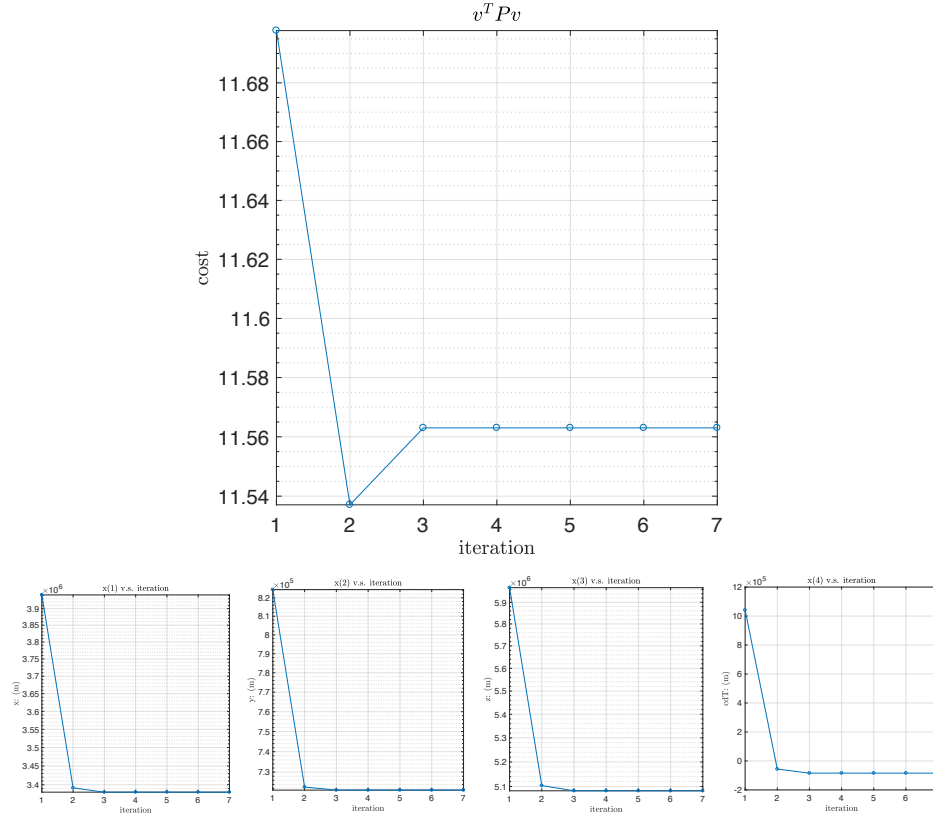 v^T Pv
11.68
11.66
11.64
11.62
11.6
11.58
11.56
11.54
cost
1 2 3 4 5 6 7
iteration
×10^6
x(1) v.s. iteration
3.9
3.85
3.8
3.75
3.7
3.65
3.6
3.55
3.5
3.45
3.4
x: (m)
1 2 3 4 5 6 7
iteration
×10^5
x(2) v.s. iteration
8.2
8.1
8
7.9
7.8
7.7
7.6
7.5
7.4
7.3
y: (m)
1 2 3 4 5 6 7
iteration
×10^6
x(3) v.s. iteration
5.9
5.8
5.7
5.6
5.5
5.4
5.3
5.2
5.1
z: (m)
1 2 3 4 5 6 7
iteration
×10^5
x(4) v.s. iteration
12
10
8
6
4
2
0
-2
cdT: (m)
1 2 3 4 5 6
iteration